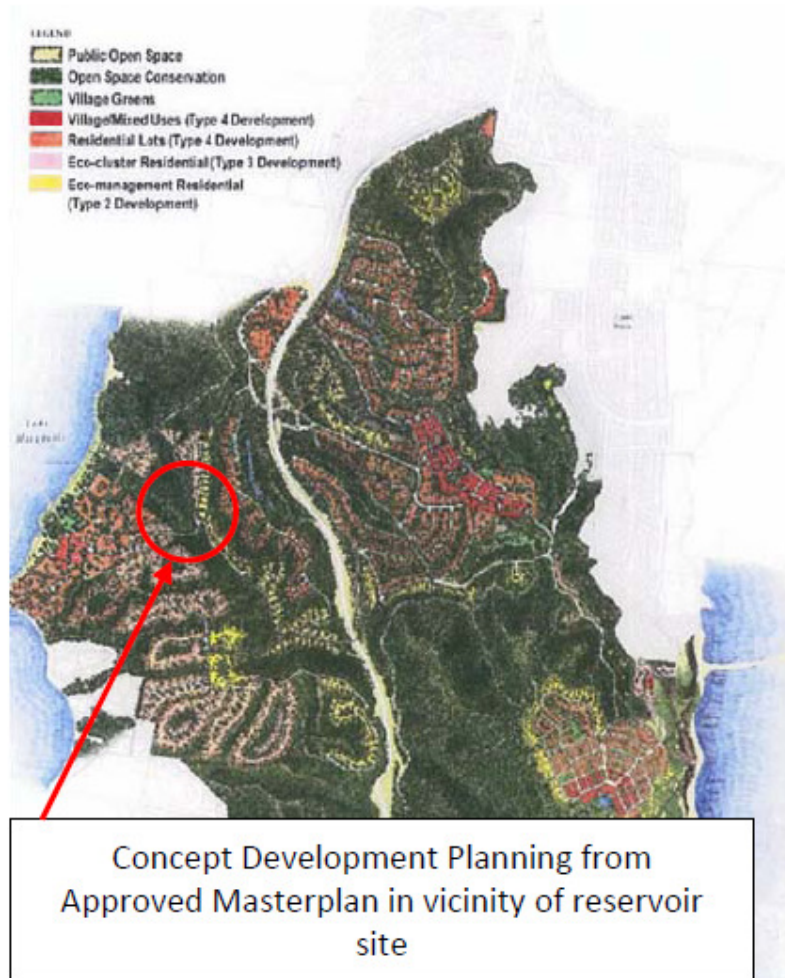 LEGEND
Public Open Space
Open Space Conservation
Village Greens
Village/Mixed Uses (Type 4 Development)
Residential Lots (Type 4 Development)
Eco-cluster Residential (Type 3 Development)
Eco-management Residential
(Type 2 Development)
Lake
Concept Development Planning from
Approved Masterplan in vicinity of reservoir
site